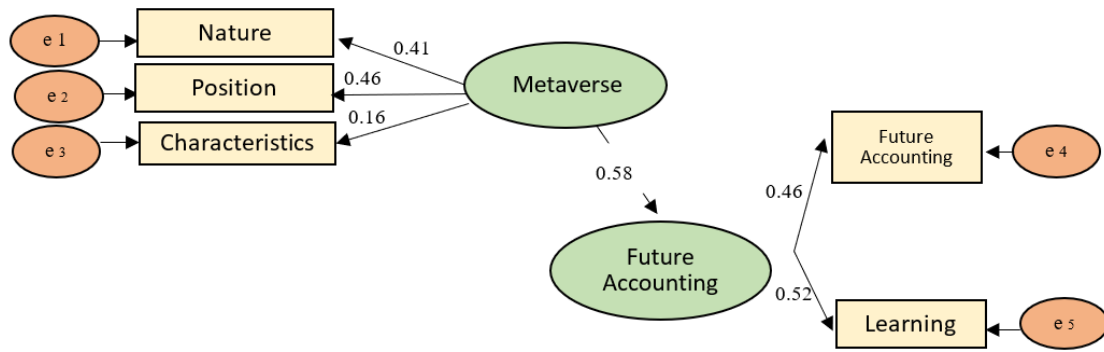 e 1
Nature
0.41
e 2
Position
0.46
e 3
Characteristics
0.16
Metaverse
0.58
Future
Accounting
0.46
Future
Accounting
e 4
0.52
Learning
e 5